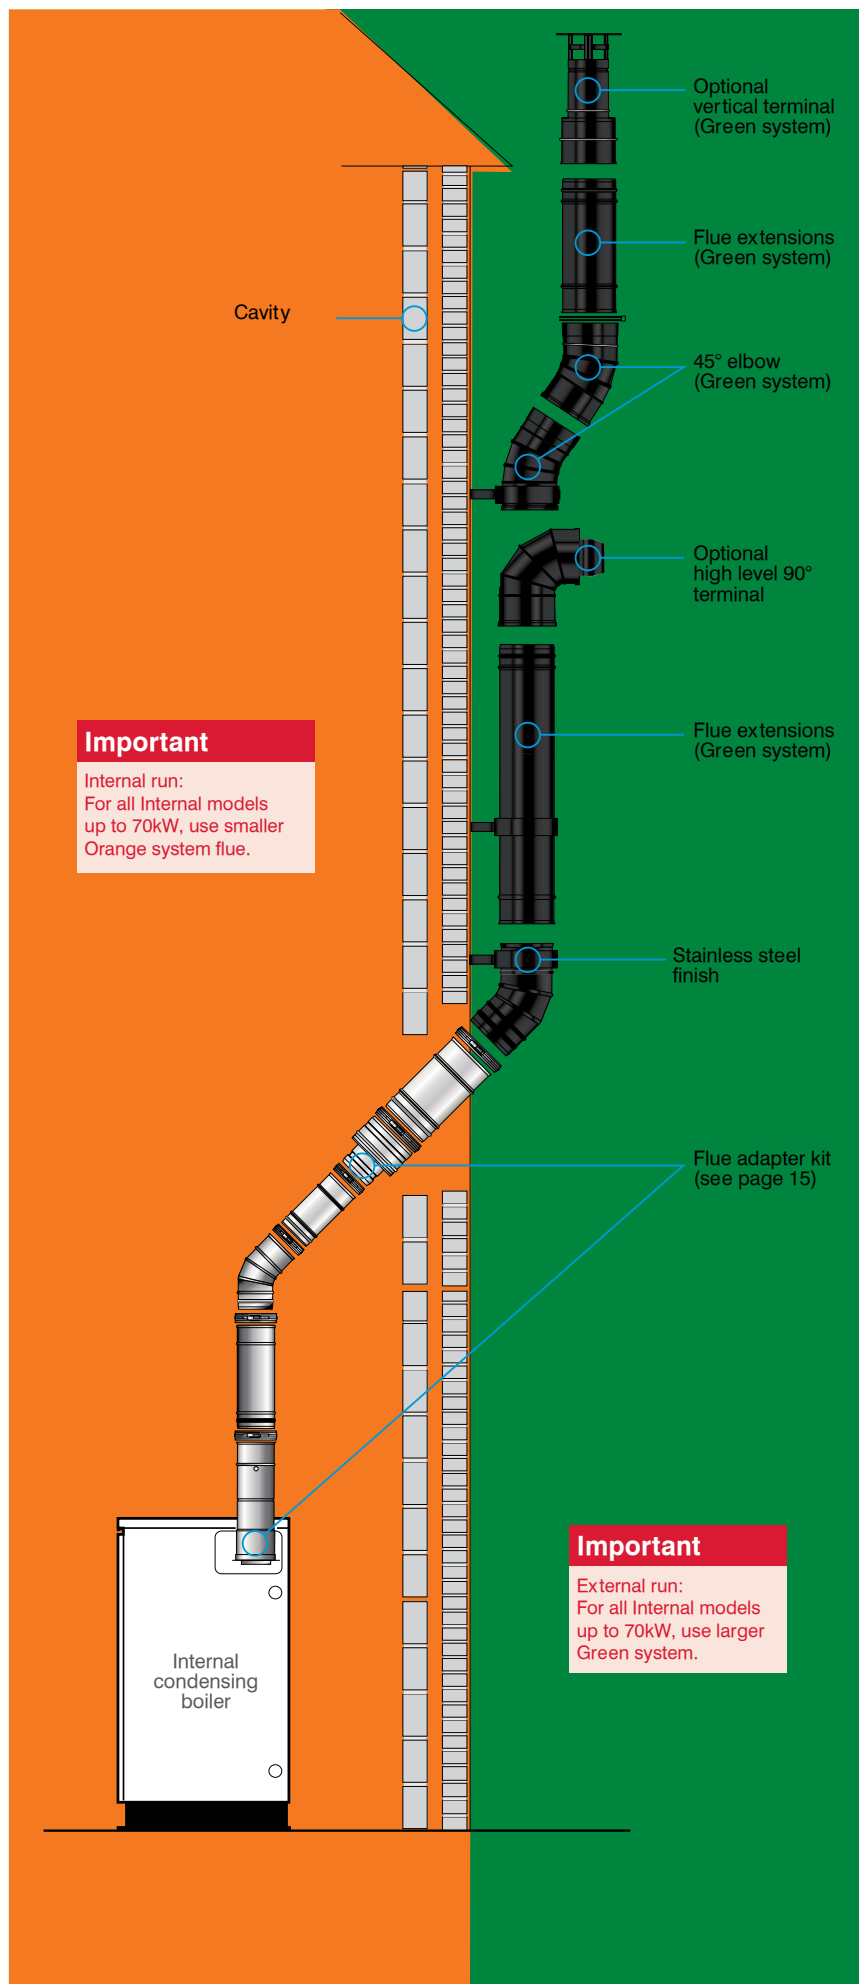 Optional
vertical terminal
(Green system)
Flue extensions
(Green system)
Cavity
45° elbow
(Green system)
Optional
high level 90°
terminal
Flue extensions
(Green system)
Important
Internal run:
For all Internal models
up to 70kW, use smaller
Orange system flue.
Stainless steel
finish
Flue adapter kit
(see page 15)
Important
External run:
For all Internal models
up to 70kW, use larger
Green system.
Internal
condensing
boiler